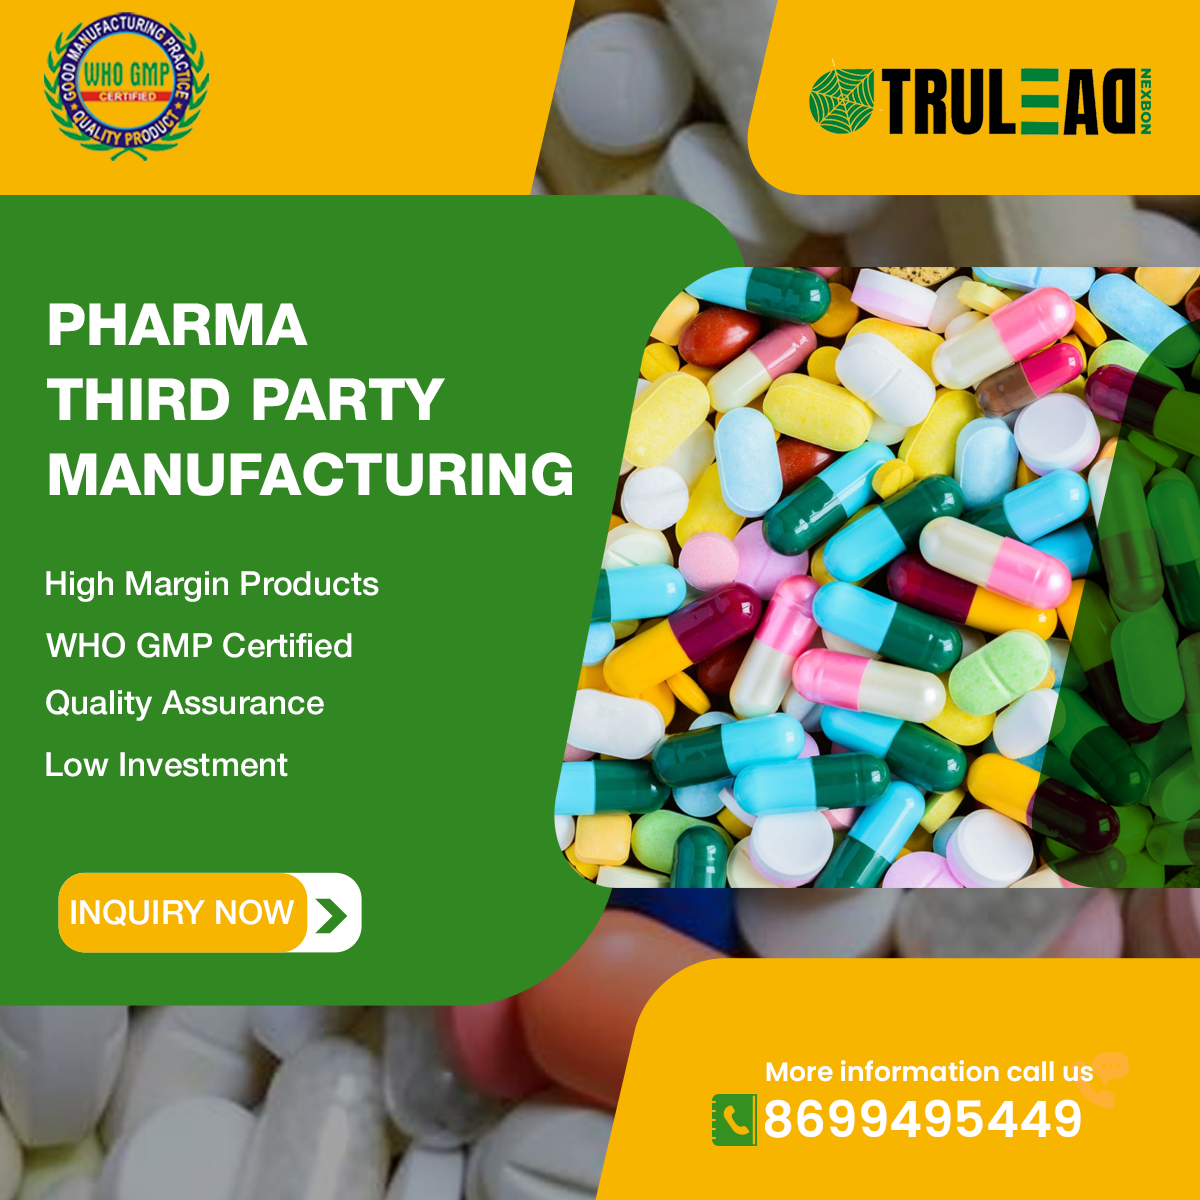 GOOD MANUFACTURING PRACTICE
WHO GMP
CERTIFIED
QUALITY PRODUCT
TRULEAD
NEXBON
PHARMA
THIRD PARTY
MANUFACTURING
High Margin Products
WHO GMP Certified
Quality Assurance
Low Investment
INQUIRY NOW
More information call us
8699495449